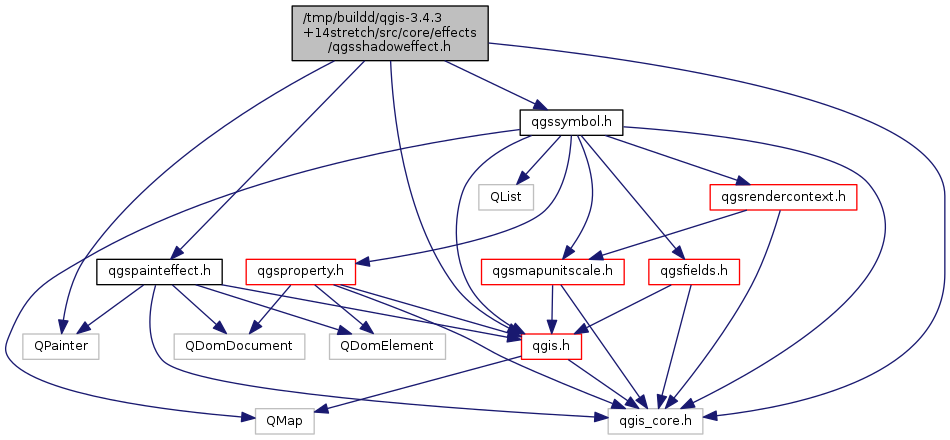 /tmp/buildd/qgis-3.4.3
+14stretch/src/core/effects
/qgsshadoweffect.h
qgssymbol.h
QList
qgsrendercontext.h
qgspainteffect.h
qgsproperty.h
qgsmapunitscale.h
qgsfields.h
QPainter
QDomDocument
QDomElement
qgis.h
QMap
qgis_core.h